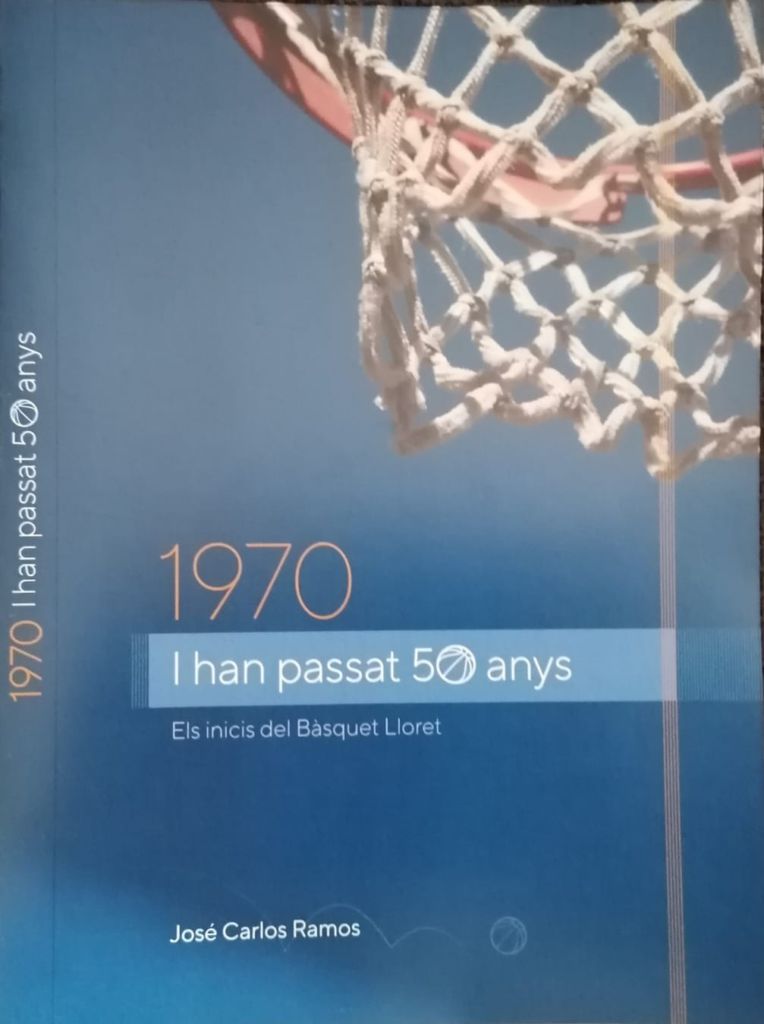 1970 I han passat 50 anys
1970
I han passat 50 anys
Els inicis del Bàsquet Lloret
José Carlos Ramos